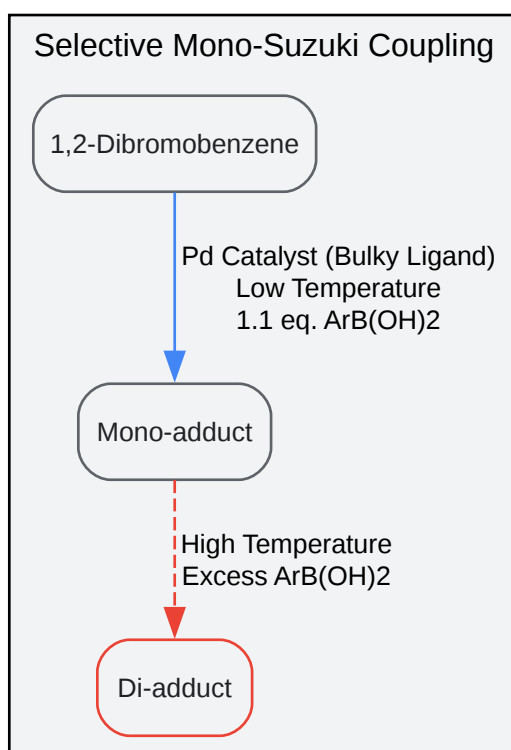 Selective Mono-Suzuki Coupling
1,2-Dibromobenzene
Pd Catalyst (Bulky Ligand)
Low Temperature
1.1 eq. ArB(OH)2
Mono-adduct
High Temperature
Excess ArB(OH)2
Di-adduct